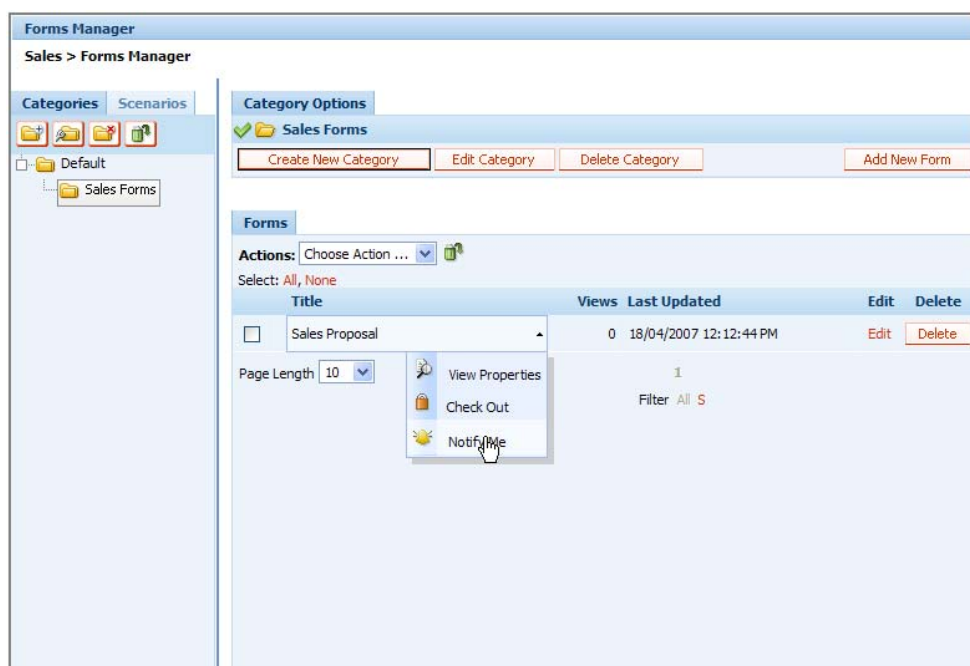 Forms Manager
Sales > Forms Manager
Categories Scenarios
Default
Sales Forms
Category Options
Sales Forms
Create New Category Edit Category Delete Category Add New Form
Forms
Actions: Choose Action ...
Select: All, None
Title Views Last Updated Edit Delete
Sales Proposal 0 18/04/2007 12:12:44 PM Edit Delete
Page Length 10 1
View Properties
Filter All S
Check Out
Notify Me